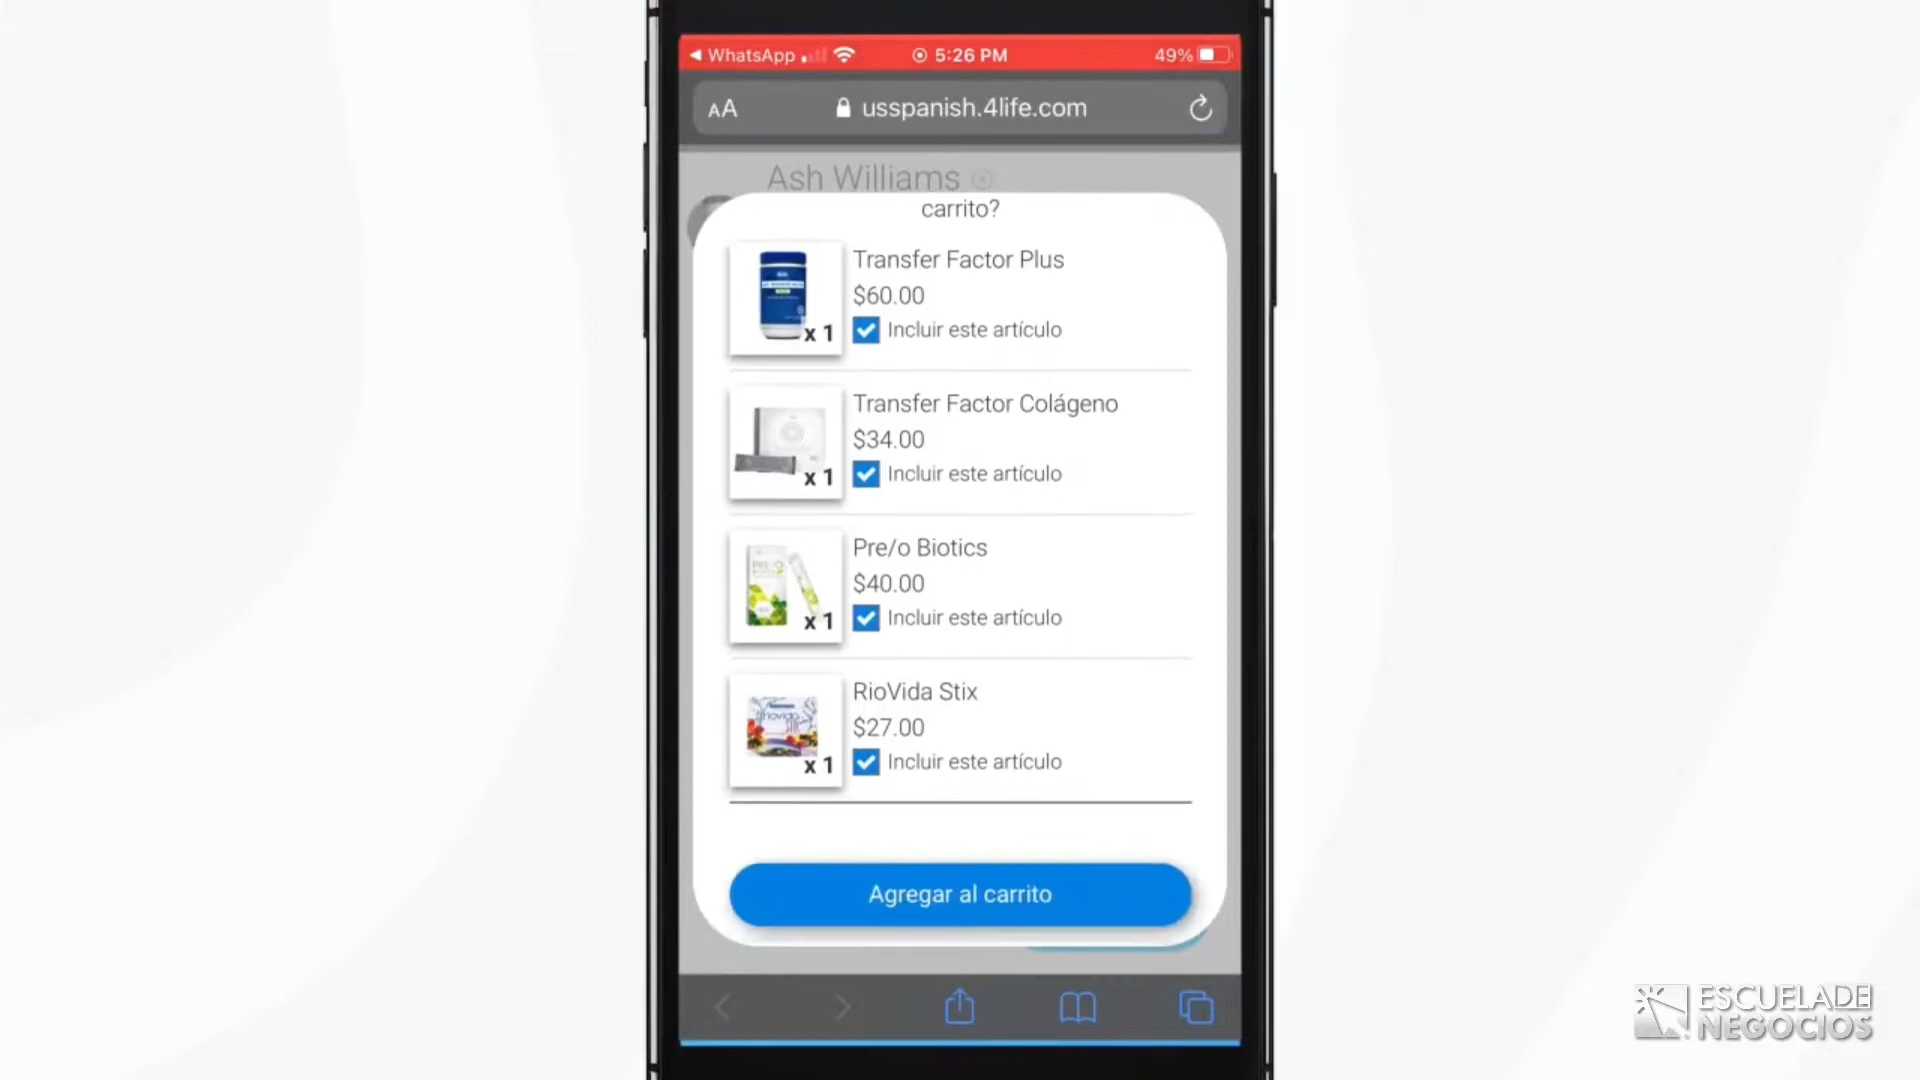 WhatsApp
5:26 PM
49%
AA
usspanish.4life.com
Ash Williams
carrito?
Transfer Factor Plus
$60.00
x 1
Incluir este artículo
Transfer Factor Colágeno
$34.00
x 1
Incluir este artículo
Pre/o Biotics
$40.00
PRE/O
x 1
Incluir este artículo
RioVida Stix
$27.00
riovida
x 1
Incluir este artículo
Agregar al carrito
ESCUELA DE
NEGOCIOS